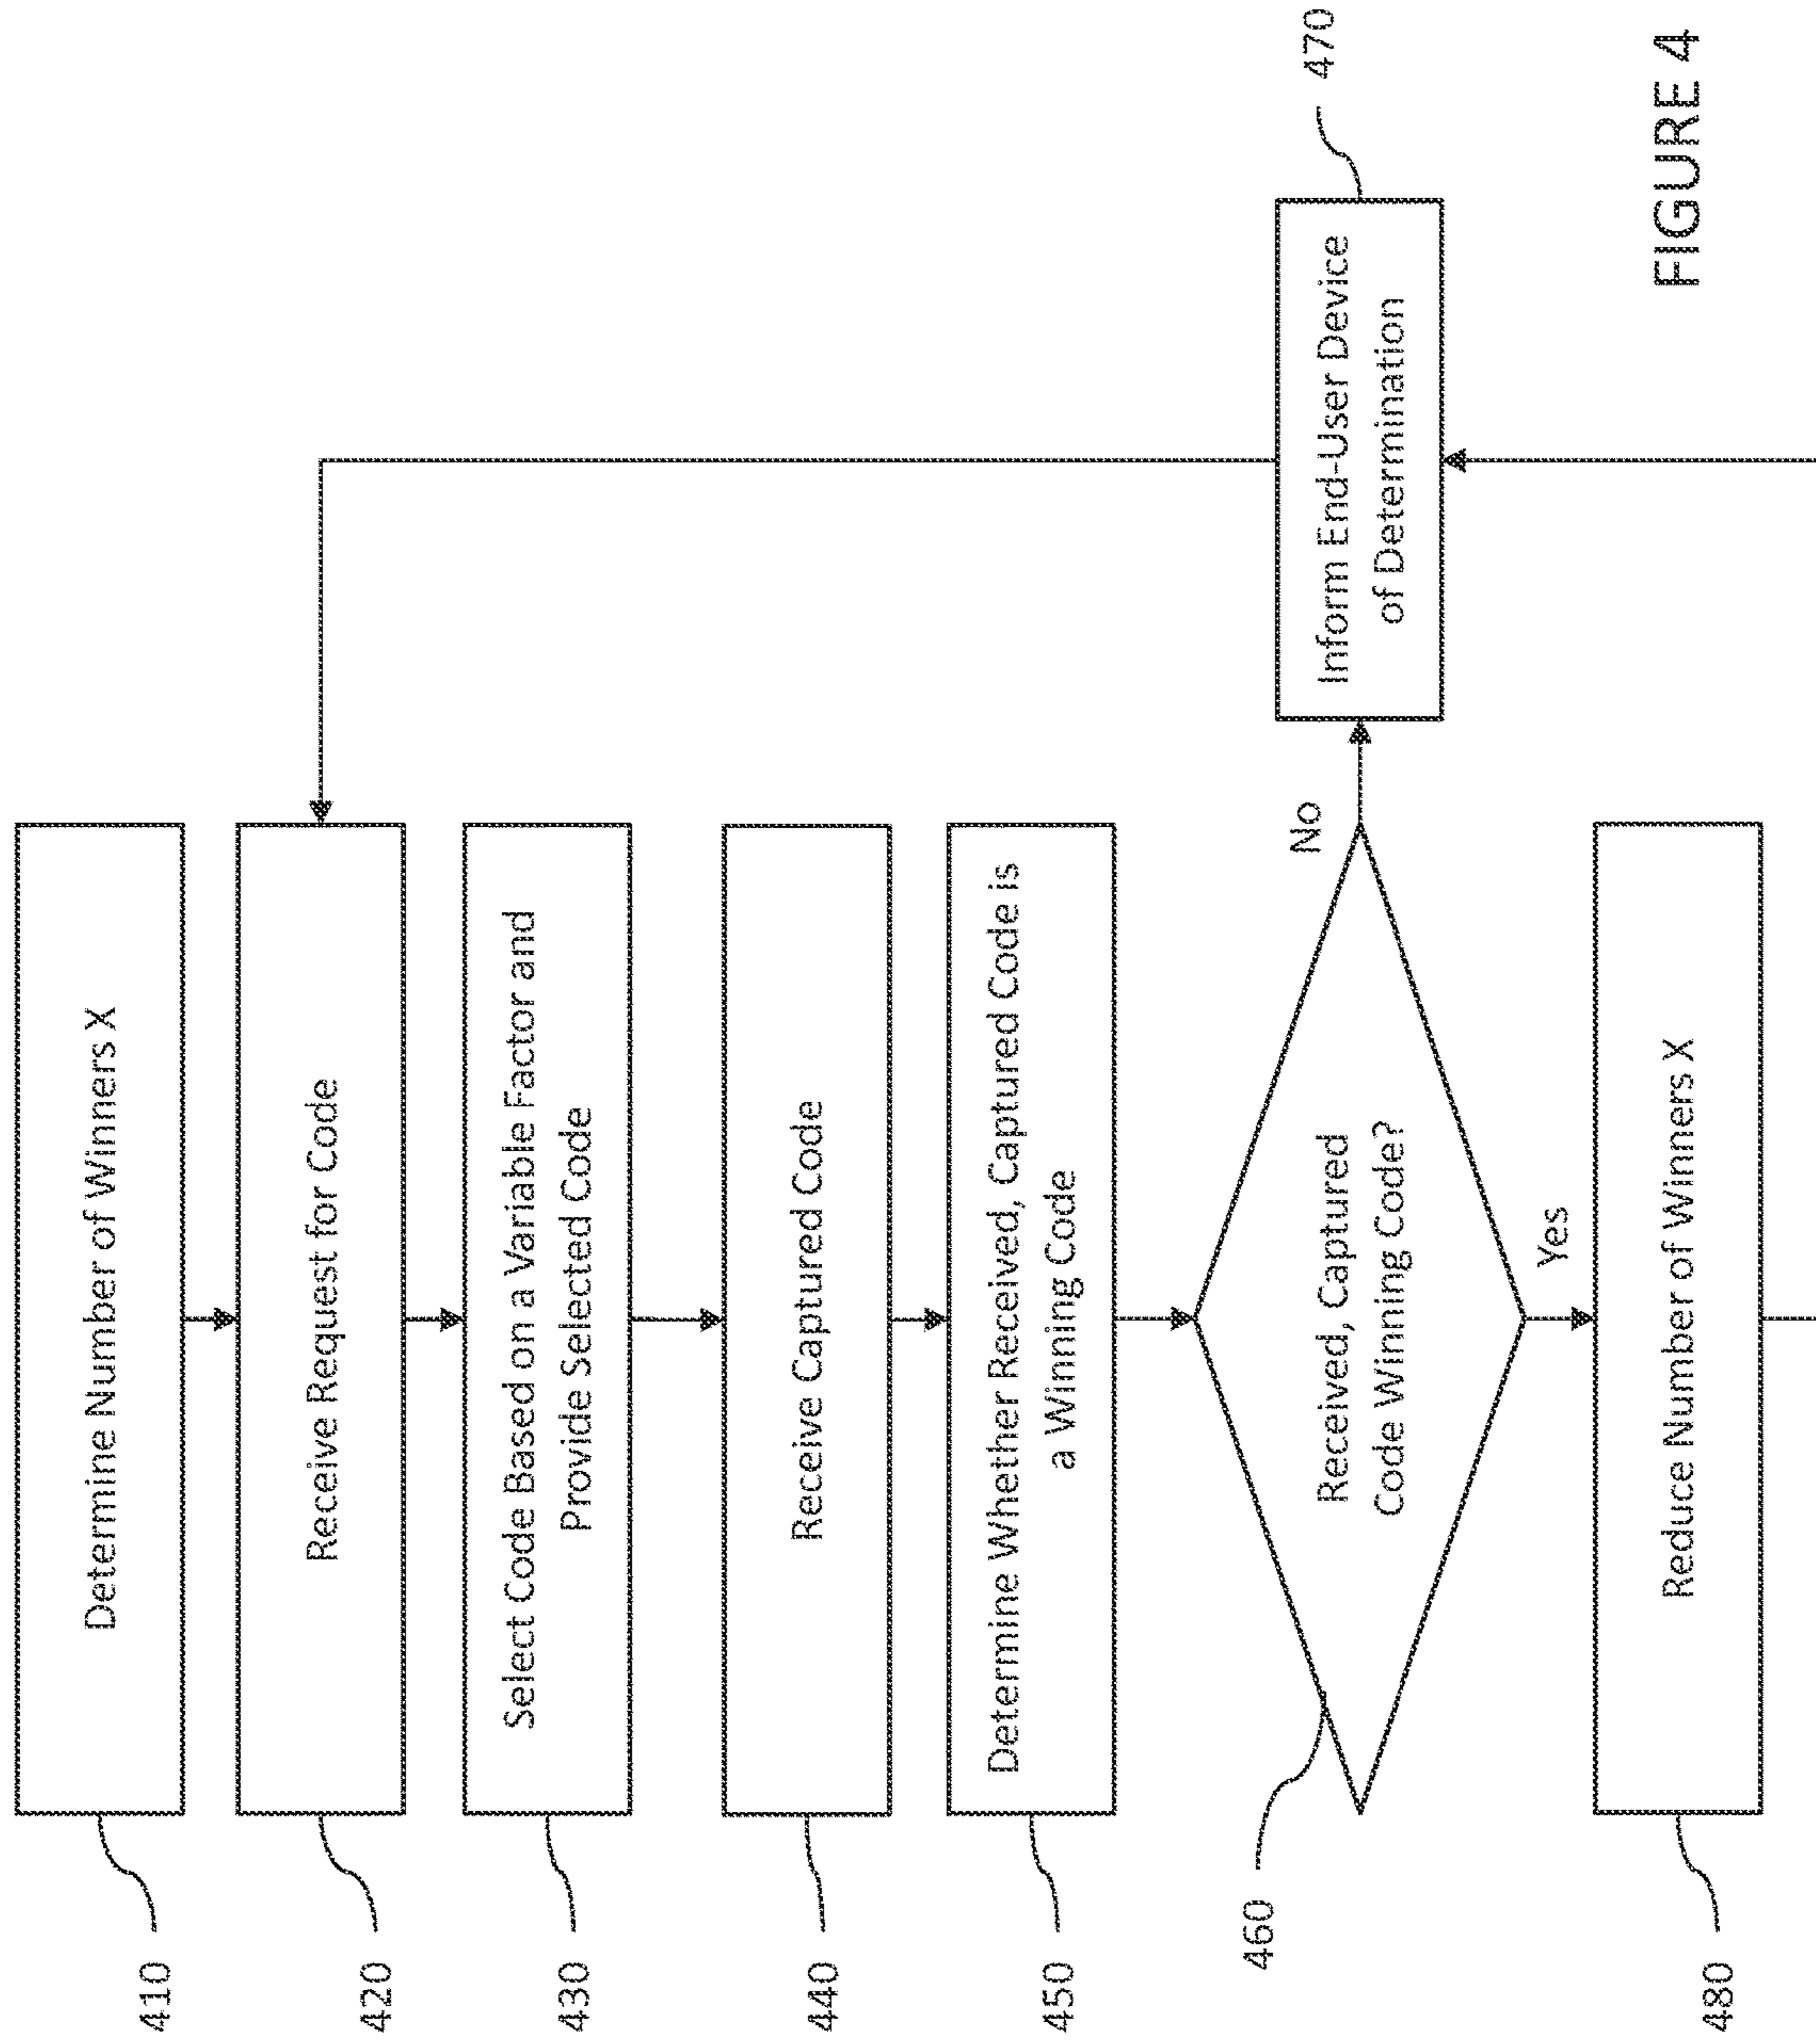 410
Determine Number of Winners X
420
Receive Request for Code
430
Select Code Based on a Variable Factor and
Provide Selected Code
440
Receive Captured Code
450
Determine Whether Received, Captured Code is
a Winning Code
460
Received, Captured
Code Winning Code?
No
Inform End-User Device
of Determination
470
Yes
480
Reduce Number of Winners X
FIGURE 4